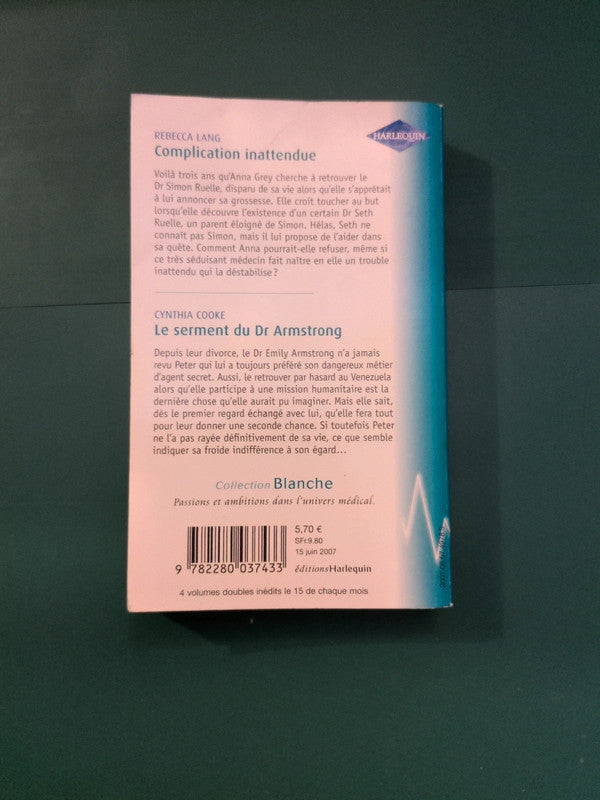 HARLEQUIN
REBECCA LANG
Complication inattendue
Voilà trois ans qu'Anna Grey cherche à retrouver le
Dr Simon Ruelle, disparu de sa vie alors qu'elle s'apprêtait
à lui annoncer sa grossesse. Elle croit toucher au but
lorsqu'elle découvre l'existence d'un certain Dr Seth
Ruelle, un parent éloigné de Simon. Hélas, Seth ne
connaît pas Simon, mais il lui propose de l'aider dans
sa quête. Comment Anna pourrait-elle refuser, même si
ce très séduisant médecin fait naître en elle un trouble
inattendu qui la déstabilise ?
CYNTHIA COOKE
Le serment du Dr Armstrong
Depuis leur divorce, le Dr Emily Armstrong n'a jamais
revu Peter qui lui a toujours préféré son dangereux métier
d'agent secret. Aussi, le retrouver par hasard au Venezuela
alors qu'elle participe à une mission humanitaire est la
dernière chose qu'elle aurait pu imaginer. Mais elle sait,
dès le premier regard échangé avec lui, qu'elle fera tout
pour leur donner une seconde chance. Si toutefois Peter
ne l'a pas rayée définitivement de sa vie, ce que semble
indiquer sa froide indifférence à son égard...
Collection Blanche
Passions et ambitions dans l'univers médical.
5,70 €
SFr.9.80
15 juin 2007
9 782280 037433
éditionsHarlequin
4 volumes doubles inédits le 15 de chaque mois